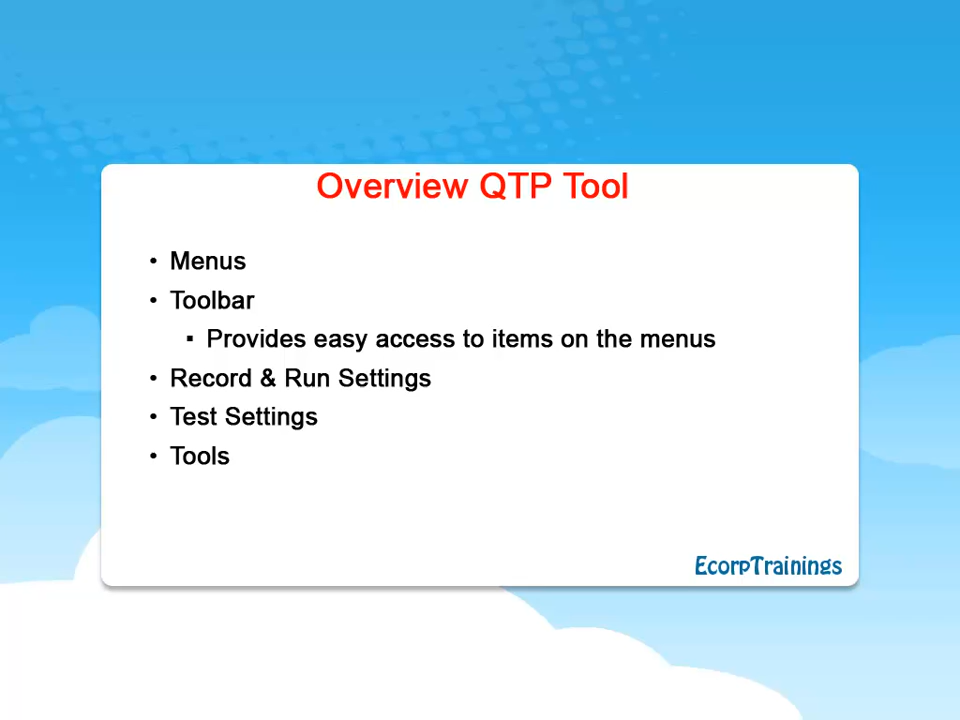 Overview QTP Tool
• Menus
• Toolbar
▪ Provides easy access to items on the menus
• Record & Run Settings
• Test Settings
• Tools
EcorpTrainings